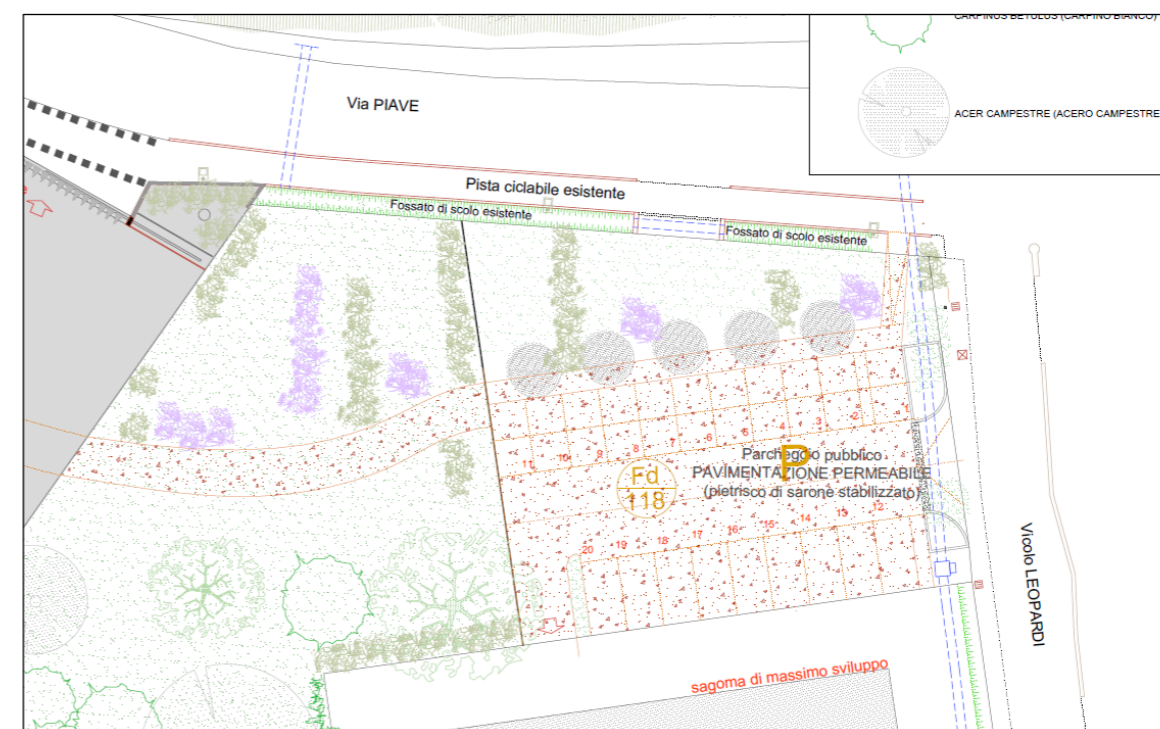 CARPINUS BETULUS (CARPINO BIANCO)
Via PIAVE
ACER CAMPESTRE (ACERO CAMPESTRE
Pista ciclabile esistente
Fossato di scolo esistente
Fossato di scolo esistente
11 10 9 8 7 6 5 4 3 2 1
P
Parcheggio pubblico
PAVIMENTAZIONE PERMEABILE
(pietrisco di sarone stabilizzato)
Fd
118
20 19 18 17 16 15 14 13 12
Vicolo LEOPARDI
sagoma di massimo sviluppo